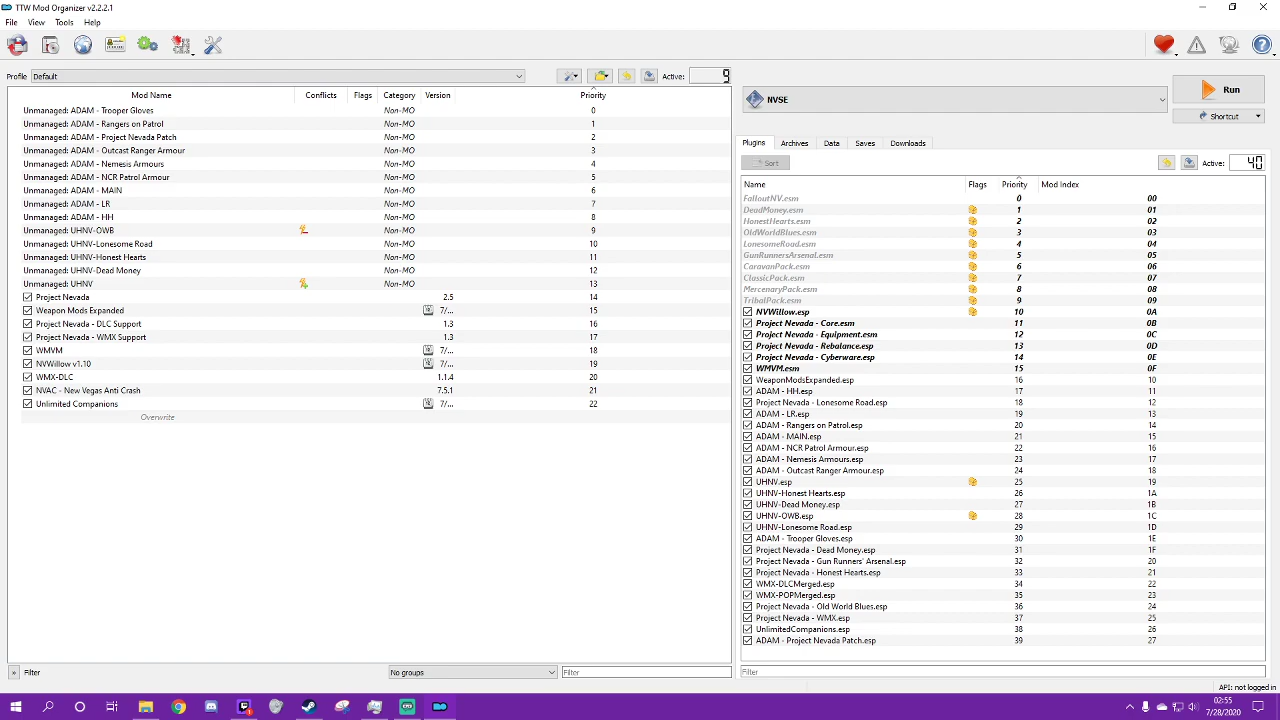 TTW Mod Organizer v2.2.2.1
File View Tools Help
Profile Default Active: 9
Mod Name Conflicts Flags Category Version Priority
Unmanaged: ADAM - Trooper Gloves Non-MO 0
Unmanaged: ADAM - Rangers on Patrol Non-MO 1
Unmanaged: ADAM - Project Nevada Patch Non-MO 2
Unmanaged: ADAM - Outcast Ranger Armour Non-MO 3
Unmanaged: ADAM - Nemesis Armours Non-MO 4
Unmanaged: ADAM - NCR Patrol Armour Non-MO 5
Unmanaged: ADAM - MAIN Non-MO 6
Unmanaged: ADAM - LR Non-MO 7
Unmanaged: ADAM - HH Non-MO 8
Unmanaged: UHNV-OWB Non-MO 9
Unmanaged: UHNV-Lonesome Road Non-MO 10
Unmanaged: UHNV-Honest Hearts Non-MO 11
Unmanaged: UHNV-Dead Money Non-MO 12
Unmanaged: UHNV Non-MO 13
Project Nevada 2.5 14
Weapon Mods Expanded 7/... 15
Project Nevada - DLC Support 1.3 16
Project Nevada - WMX Support 1.3 17
WMVM 7/... 18
NVWillow v1.10 7/... 19
WMX-DLC 1.1.4 20
NVAC - New Vegas Anti Crash 7.5.1 21
Unlimited Companions 7/... 22
Overwrite
» Filter No groups Filter
NVSE Run
Shortcut
Plugins Archives Data Saves Downloads
Sort Active: 40
Name Flags Priority Mod Index
FalloutNV.esm 0 00
DeadMoney.esm 1 01
HonestHearts.esm 2 02
OldWorldBlues.esm 3 03
LonesomeRoad.esm 4 04
GunRunnersArsenal.esm 5 05
CaravanPack.esm 6 06
ClassicPack.esm 7 07
MercenaryPack.esm 8 08
TribalPack.esm 9 09
NVWillow.esp 10 0A
Project Nevada - Core.esm 11 0B
Project Nevada - Equipment.esm 12 0C
Project Nevada - Rebalance.esp 13 0D
Project Nevada - Cyberware.esp 14 0E
WMVM.esm 15 0F
WeaponModsExpanded.esp 16 10
ADAM - HH.esp 17 11
Project Nevada - Lonesome Road.esp 18 12
ADAM - LR.esp 19 13
ADAM - Rangers on Patrol.esp 20 14
ADAM - MAIN.esp 21 15
ADAM - NCR Patrol Armour.esp 22 16
ADAM - Nemesis Armours.esp 23 17
ADAM - Outcast Ranger Armour.esp 24 18
UHNV.esp 25 19
UHNV-Honest Hearts.esp 26 1A
UHNV-Dead Money.esp 27 1B
UHNV-OWB.esp 28 1C
UHNV-Lonesome Road.esp 29 1D
ADAM - Trooper Gloves.esp 30 1E
Project Nevada - Dead Money.esp 31 1F
Project Nevada - Gun Runners' Arsenal.esp 32 20
Project Nevada - Honest Hearts.esp 33 21
WMX-DLCMerged.esp 34 22
WMX-POPMerged.esp 35 23
Project Nevada - Old World Blues.esp 36 24
Project Nevada - WMX.esp 37 25
UnlimitedCompanions.esp 38 26
ADAM - Project Nevada Patch.esp 39 27
Filter
API: not logged in
02:55
7/28/2020